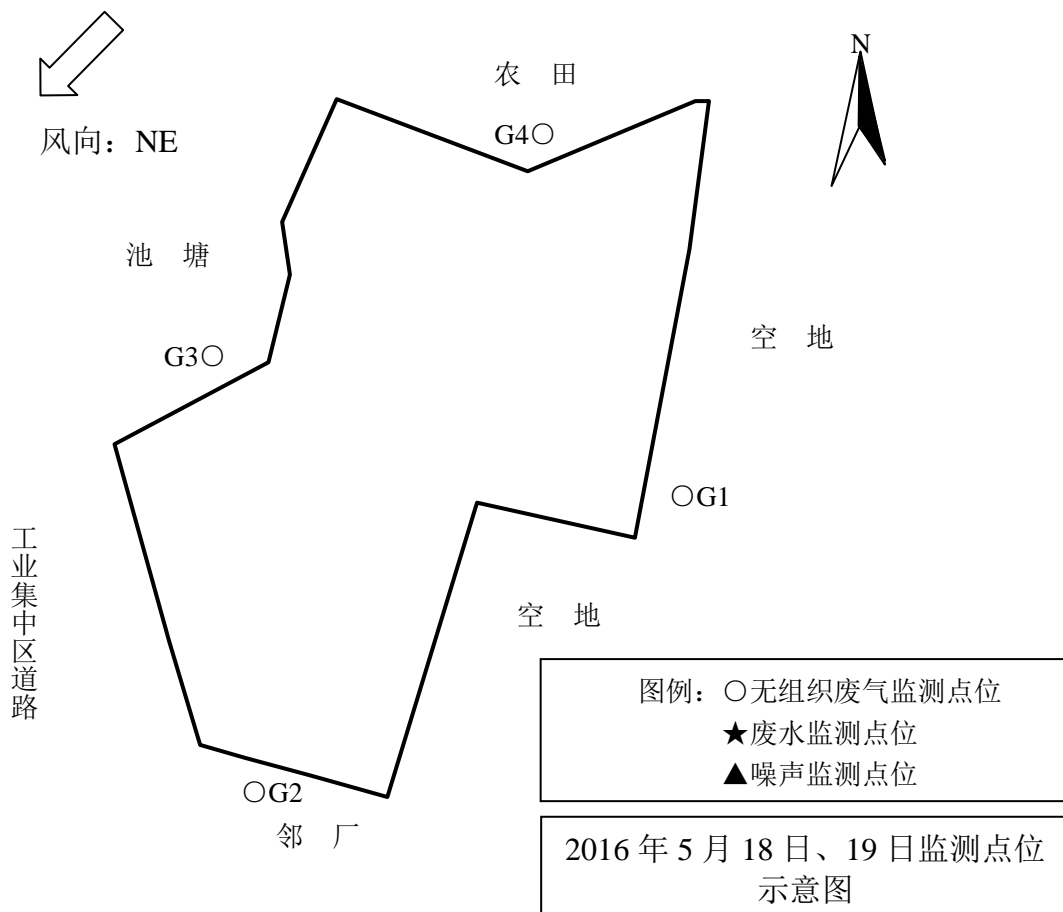 N
农 田
G4○
风向：NE
池 塘
空 地
G3○
○G1
工业集中区道路
空 地
图例：○无组织废气监测点位
★废水监测点位
▲噪声监测点位
○G2
邻 厂
2016 年 5 月 18 日、19 日监测点位
示意图